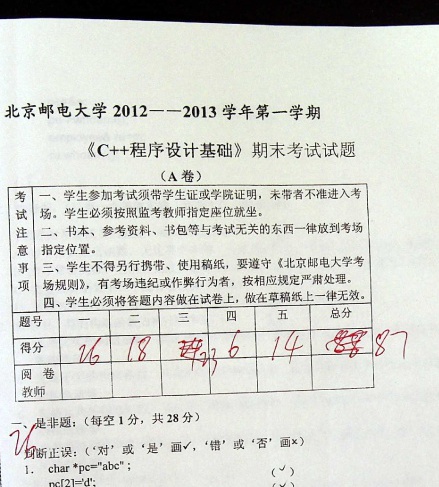 北京邮电大学 2012——2013 学年第一学期
《C++程序设计基础》期末考试试题
（A 卷）
考试注意事项
一、学生参加考试须带学生证或学院证明，未带者不准进入考
场。学生必须按照监考教师指定座位就坐。
二、书本、参考资料、书包等与考试无关的东西一律放到考场
指定位置。
三、学生不得另行携带、使用稿纸，要遵守《北京邮电大学考
场规则》，有考场违纪或作弊行为者，按相应规定严肃处理。
四、学生必须将答题内容做在试卷上，做在草稿纸上一律无效。
题号 一 二 三 四 五 总分
得分 26 18 23 6 14 87
阅 卷
教师
一、是非题：（每空 1 分，共 28 分）
26
判断正误：（‘对’或‘是’画✓，‘错’或‘否’画×）
1. char *pc="abc" ; （✓）
pc[2]='d'; （✓）